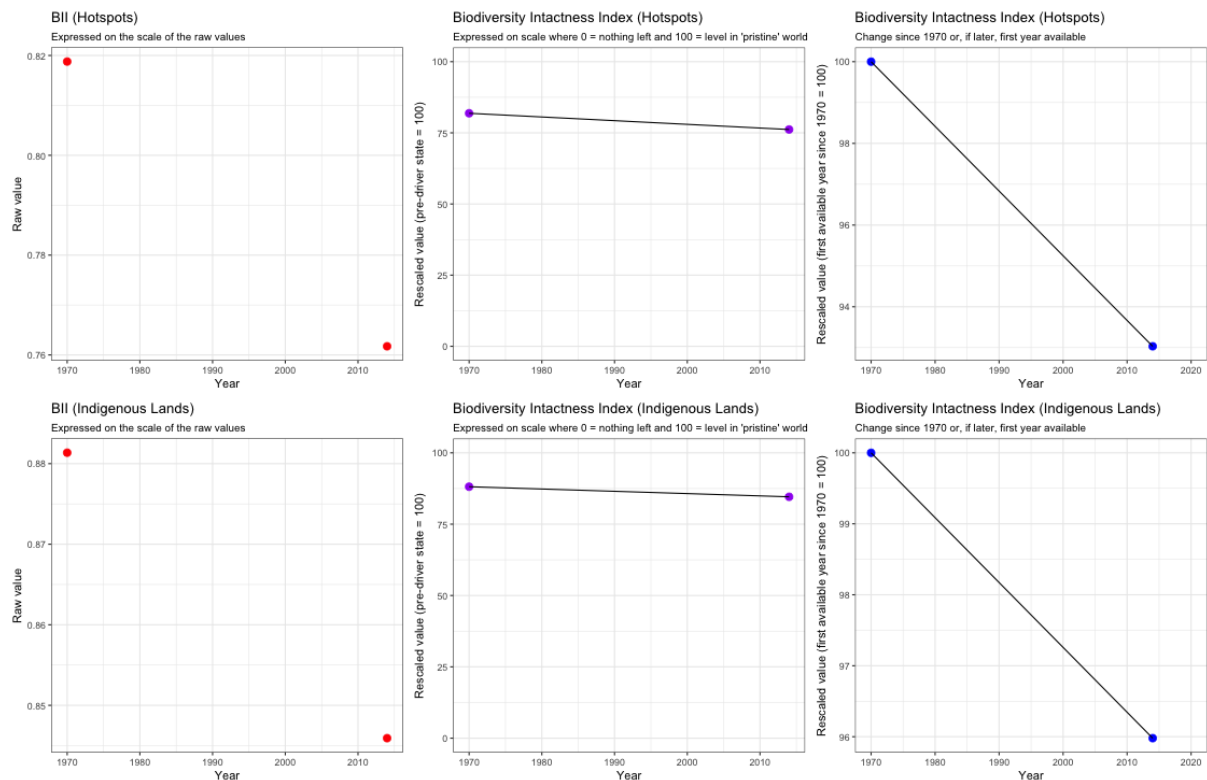 BII (Hotspots)
Expressed on the scale of the raw values
Raw value
0.82
0.80
0.78
0.76
1970 1980 1990 2000 2010
Year
Biodiversity Intactness Index (Hotspots)
Expressed on scale where 0 = nothing left and 100 = level in 'pristine' world
Rescaled value (pre-driver state = 100)
100
75
50
25
0
1970 1980 1990 2000 2010
Year
Biodiversity Intactness Index (Hotspots)
Change since 1970 or, if later, first year available
Rescaled value (first available year since 1970 = 100)
100
98
96
94
1970 1980 1990 2000 2010 2020
Year
BII (Indigenous Lands)
Expressed on the scale of the raw values
Raw value
0.88
0.87
0.86
0.85
1970 1980 1990 2000 2010
Year
Biodiversity Intactness Index (Indigenous Lands)
Expressed on scale where 0 = nothing left and 100 = level in 'pristine' world
Rescaled value (pre-driver state = 100)
100
75
50
25
0
1970 1980 1990 2000 2010
Year
Biodiversity Intactness Index (Indigenous Lands)
Change since 1970 or, if later, first year available
Rescaled value (first available year since 1970 = 100)
100
99
98
97
96
1970 1980 1990 2000 2010 2020
Year